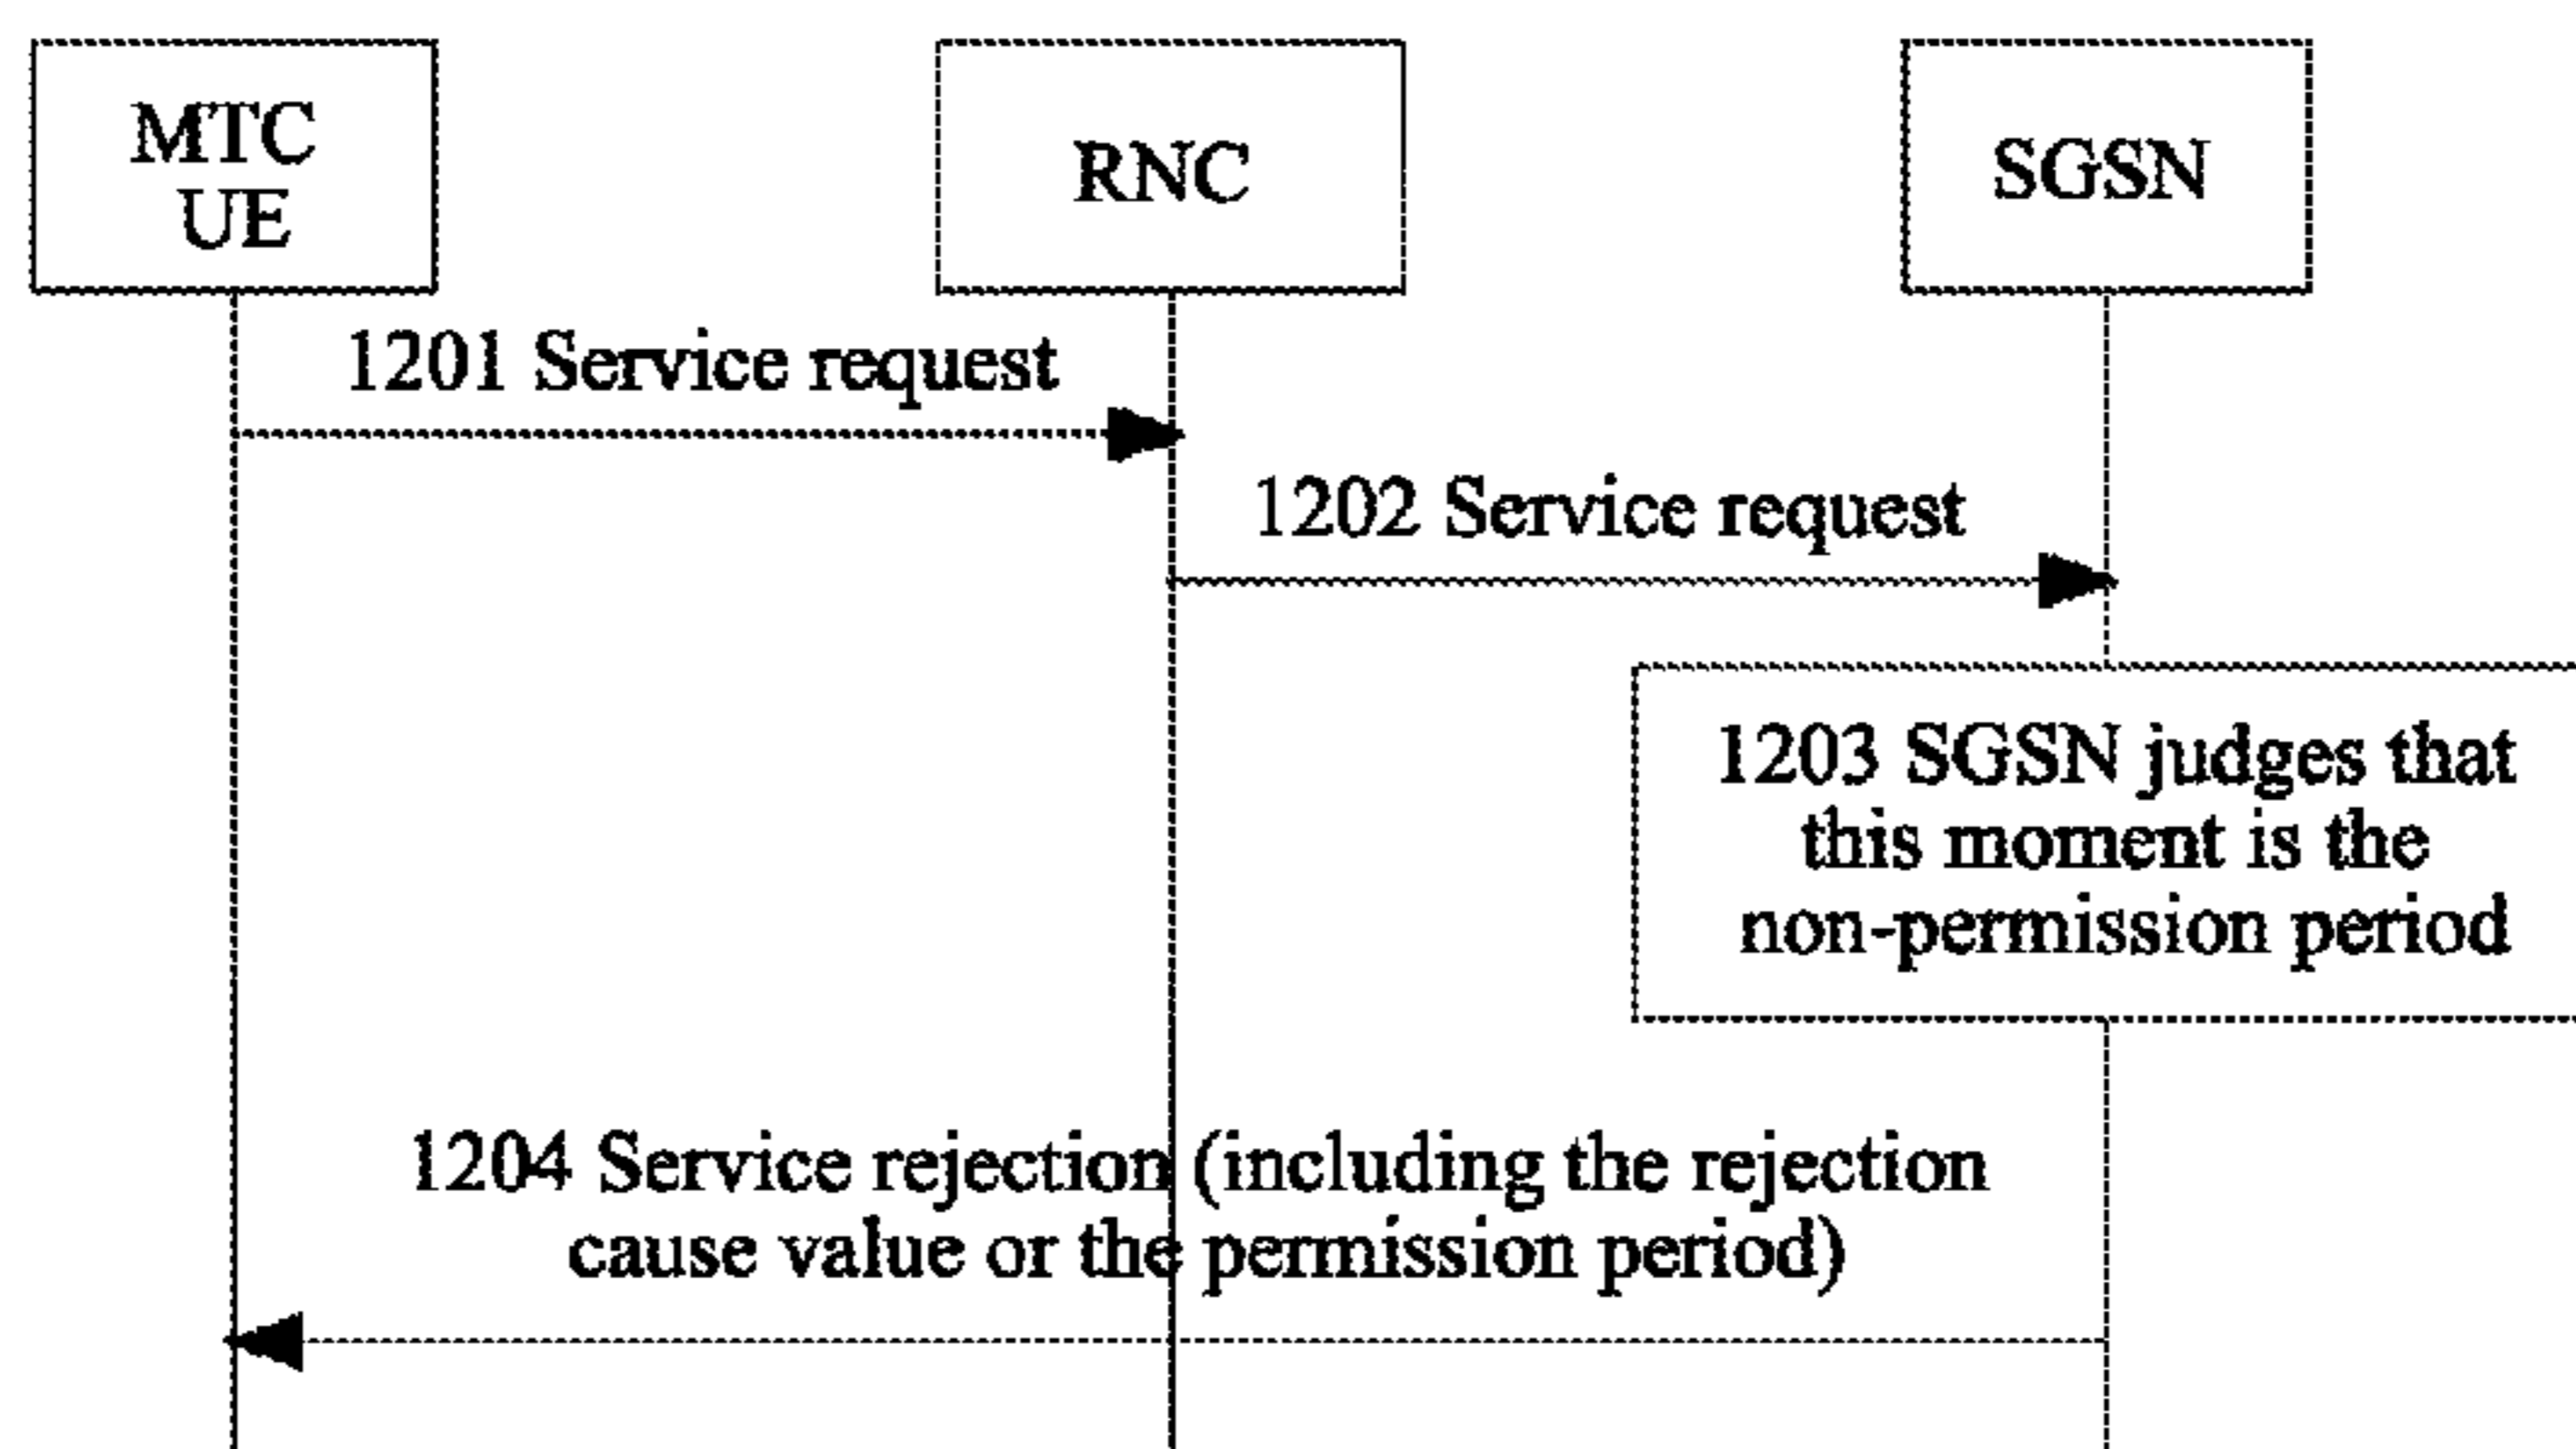 MTC
UE
RNC
SGSN
1201 Service request
1202 Service request
1203 SGSN judges that
this moment is the
non-permission period
1204 Service rejection (including the rejection
cause value or the permission period)